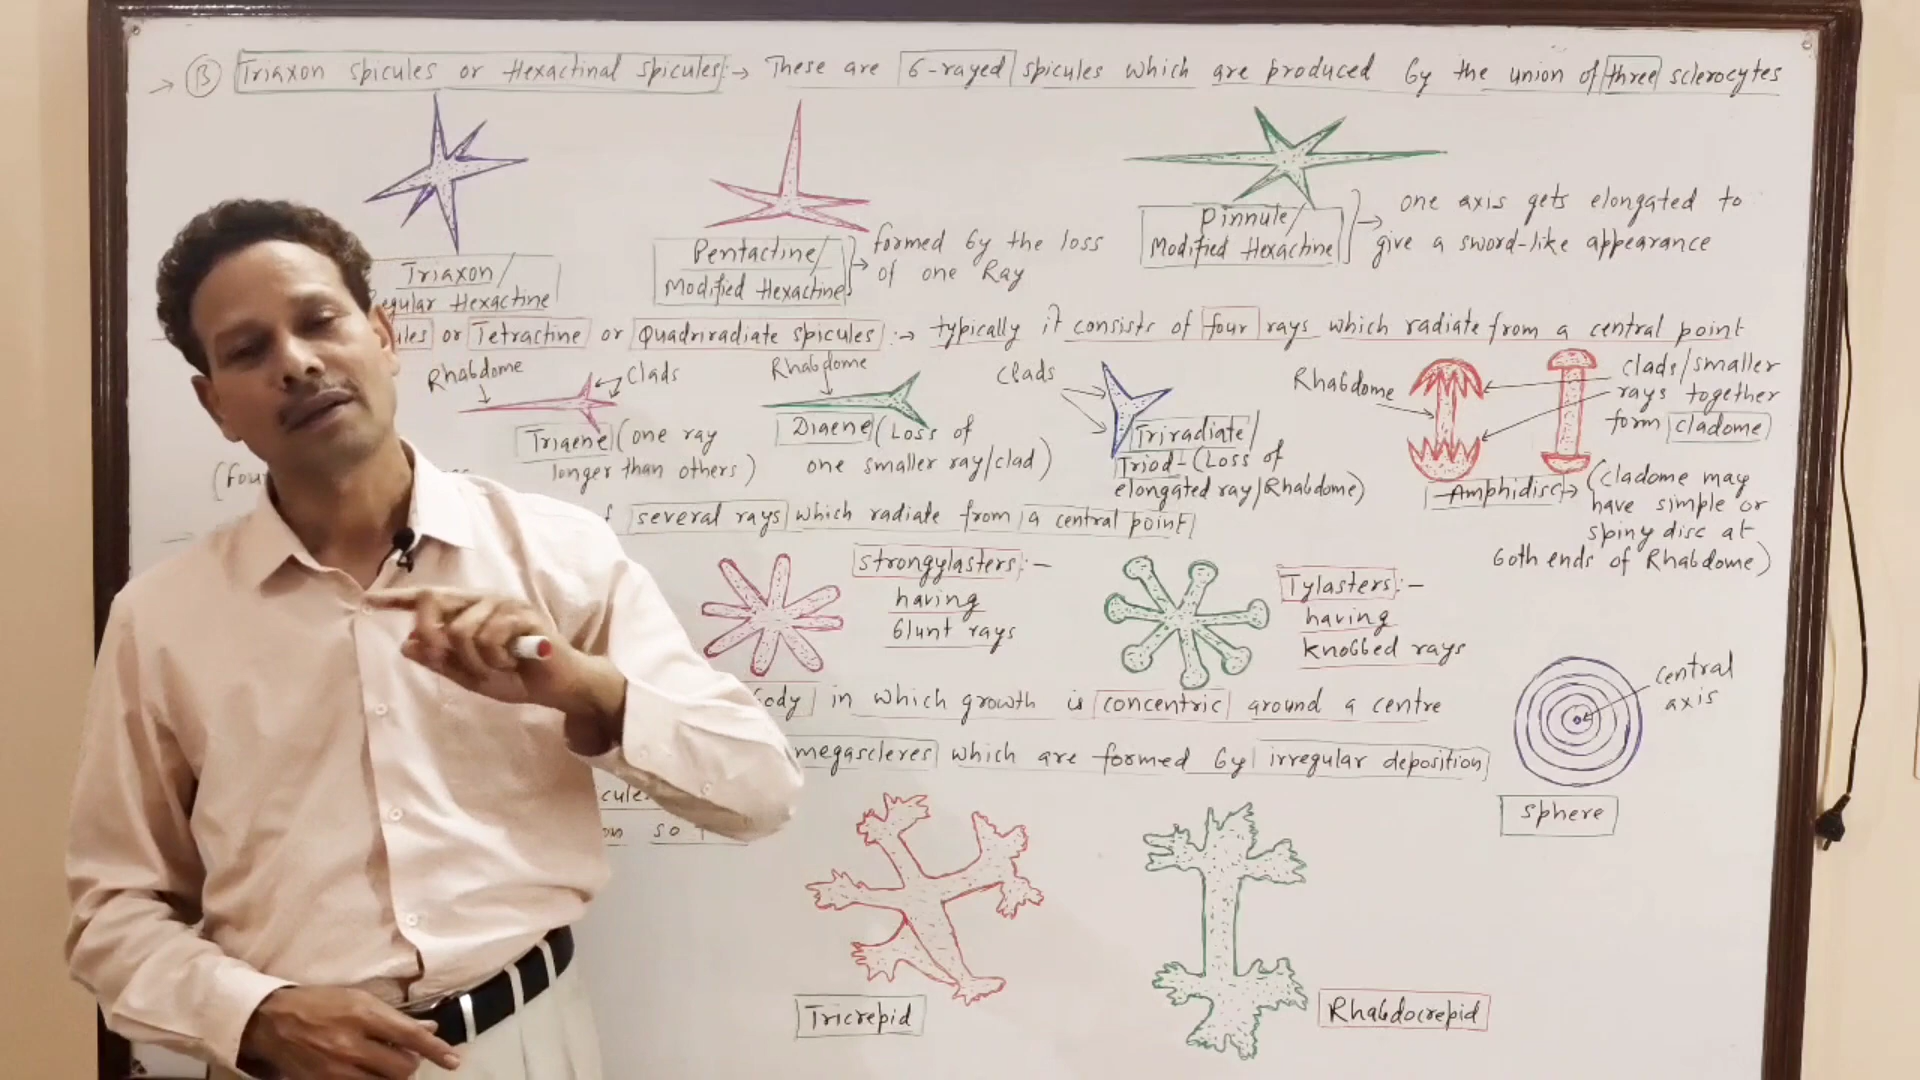 → (B) Triaxon spicules or Hexactinal spicules:→ These are 6-rayed spicules which are produced by the union of three sclerocytes
Triaxon/
Regular Hexactine
Pentactine/
Modified Hexactine
→ formed by the loss
of one Ray
Pinnule/
Modified Hexactine
→ one axis gets elongated to
give a sword-like appearance
or Tetractine or Quadriradiate spicules:→ typically it consists of four rays which radiate from a central point
Rhabdome
Clads
Triaene (one ray
longer than others)
Rhabdome
Diaene (Loss of
one smaller ray/clad)
Clads
Triradiate/
Triod-(Loss of
elongated ray/Rhabdome)
Rhabdome
clads/smaller
rays together
form cladome
Amphidisc→ (Cladome may
have simple or
spiny disc at
both ends of Rhabdome)
several rays which radiate from a central point
strongylasters:-
having
blunt rays
Tylasters:-
having
knobbed rays
body in which growth is concentric around a centre
central
axis
sphere
megascleres which are formed by irregular deposition
Tricrepid
Rhabdocrepid